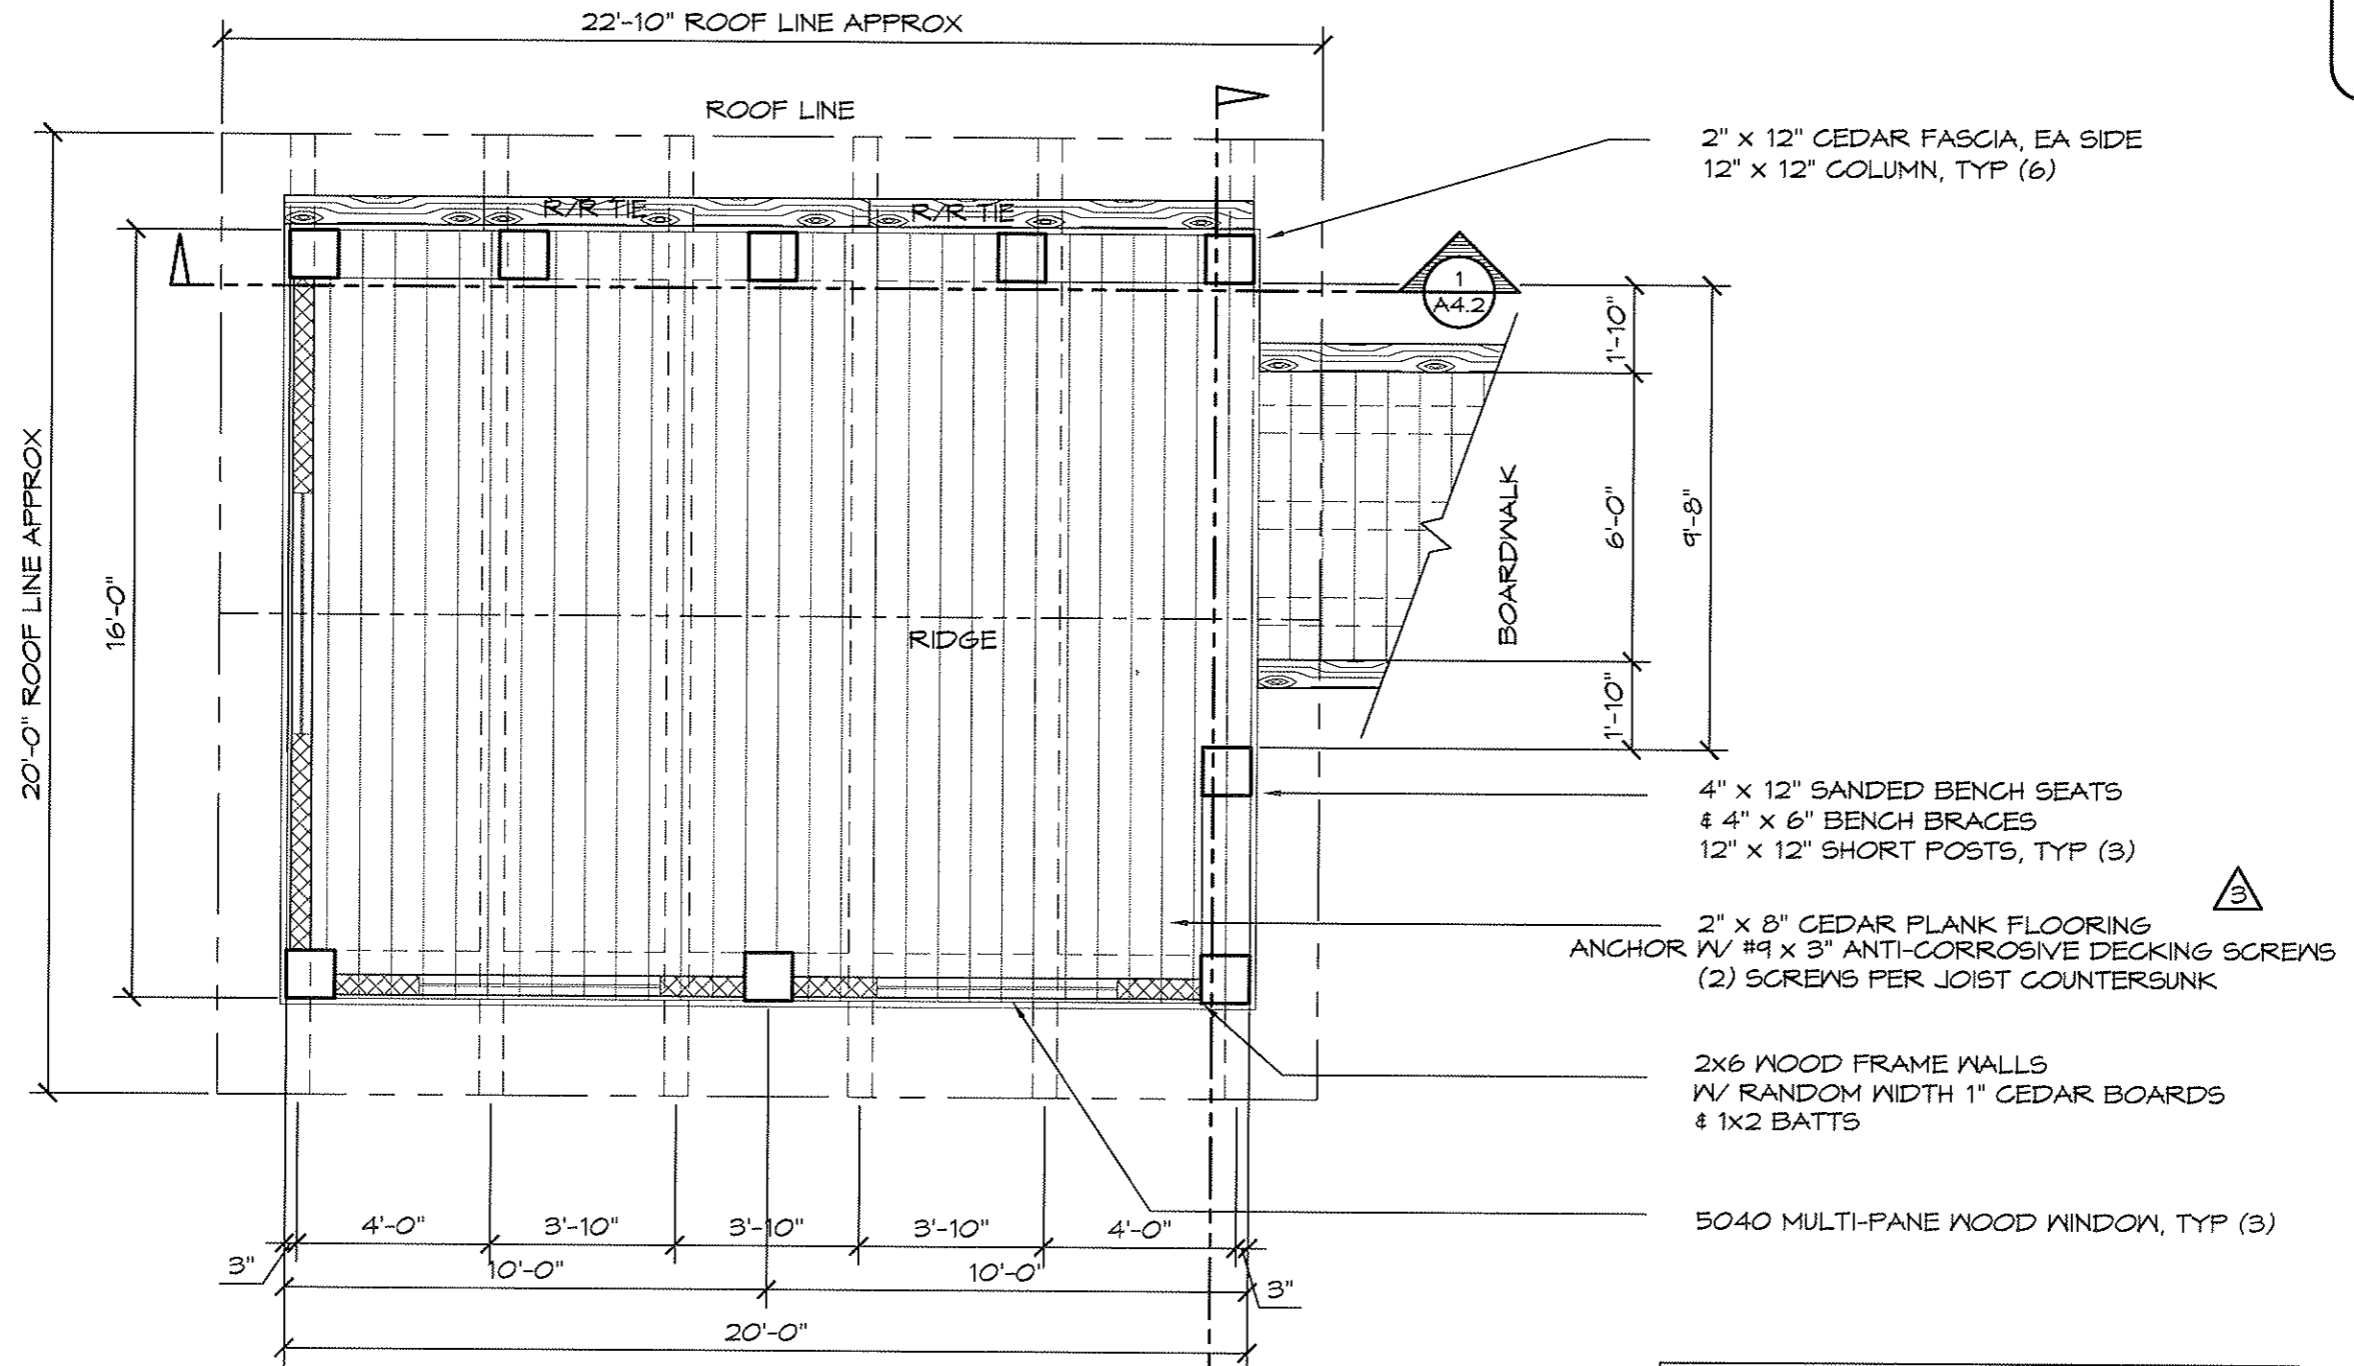 22'-10" ROOF LINE APPROX
ROOF LINE
2" X 12" CEDAR FASCIA, EA SIDE
12" X 12" COLUMN, TYP (6)
R/R TIE
R/R TIE
1
A4.2
1'-10"
6'-0"
9'-8"
1'-10"
BOARDWALK
20'-0" ROOF LINE APPROX
16'-0"
RIDGE
4" X 12" SANDED BENCH SEATS
& 4" X 6" BENCH BRACES
12" X 12" SHORT POSTS, TYP (3)
3
2" X 8" CEDAR PLANK FLOORING
ANCHOR W/ #9 X 3" ANTI-CORROSIVE DECKING SCREWS
(2) SCREWS PER JOIST COUNTERSUNK
2X6 WOOD FRAME WALLS
W/ RANDOM WIDTH 1" CEDAR BOARDS
& 1X2 BATTS
5040 MULTI-PANE WOOD WINDOW, TYP (3)
4'-0"
3'-10"
3'-10"
3'-10"
4'-0"
3"
10'-0"
10'-0"
3"
20'-0"